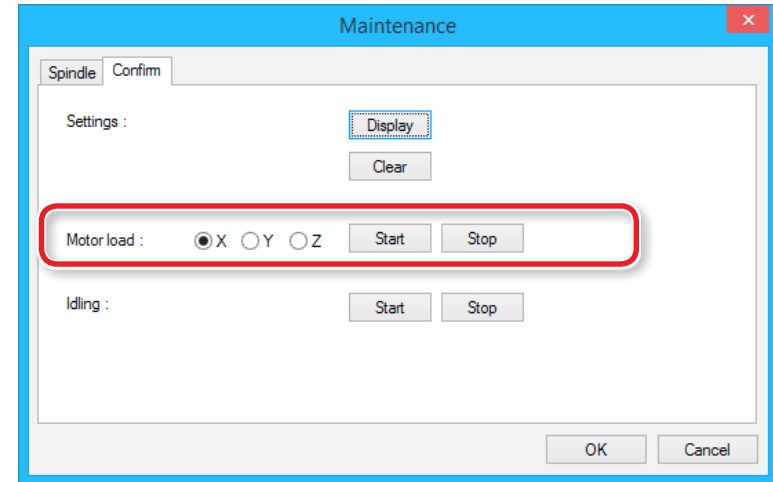 Maintenance
Spindle Confirm
Settings : Display
Clear
Motor load : X Y Z Start Stop
Idling : Start Stop
OK Cancel